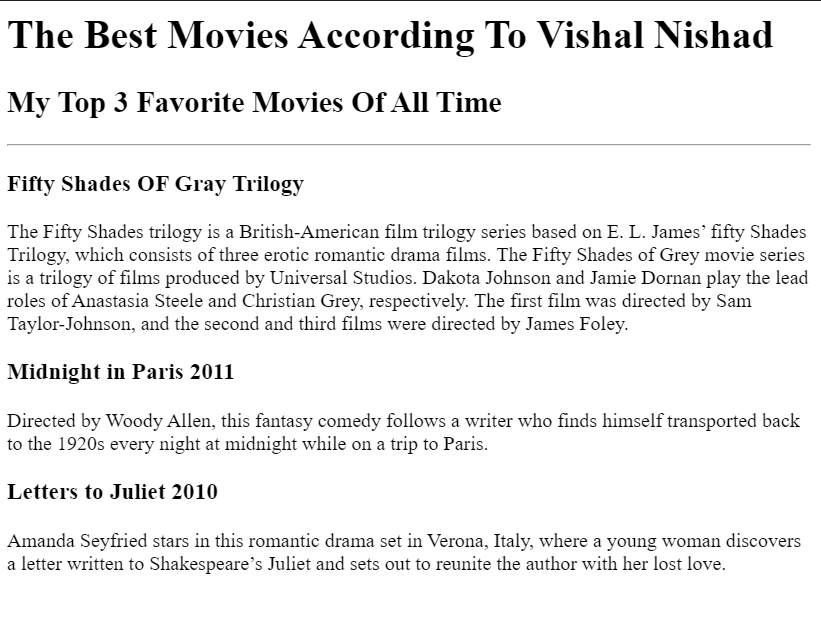 The Best Movies According To Vishal Nishad
My Top 3 Favorite Movies Of All Time
Fifty Shades OF Gray Trilogy
The Fifty Shades trilogy is a British-American film trilogy series based on E. L. James’ fifty Shades
Trilogy, which consists of three erotic romantic drama films. The Fifty Shades of Grey movie series
is a trilogy of films produced by Universal Studios. Dakota Johnson and Jamie Dornan play the lead
roles of Anastasia Steele and Christian Grey, respectively. The first film was directed by Sam
Taylor-Johnson, and the second and third films were directed by James Foley.
Midnight in Paris 2011
Directed by Woody Allen, this fantasy comedy follows a writer who finds himself transported back
to the 1920s every night at midnight while on a trip to Paris.
Letters to Juliet 2010
Amanda Seyfried stars in this romantic drama set in Verona, Italy, where a young woman discovers
a letter written to Shakespeare’s Juliet and sets out to reunite the author with her lost love.